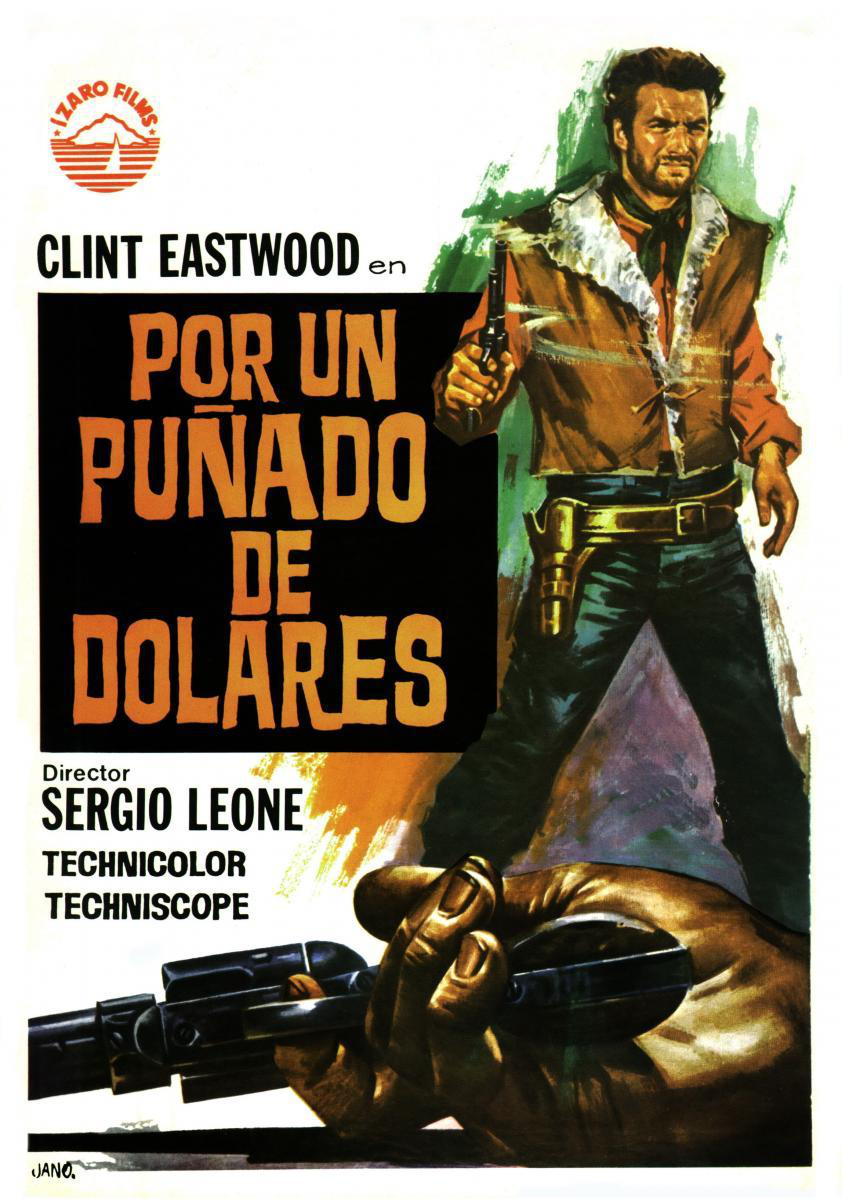 IZARO FILMS
CLINT EASTWOOD en
POR UN
PUÑADO
DE
DOLARES
Director
SERGIO LEONE
TECHNICOLOR
TECHNISCOPE
JANO.